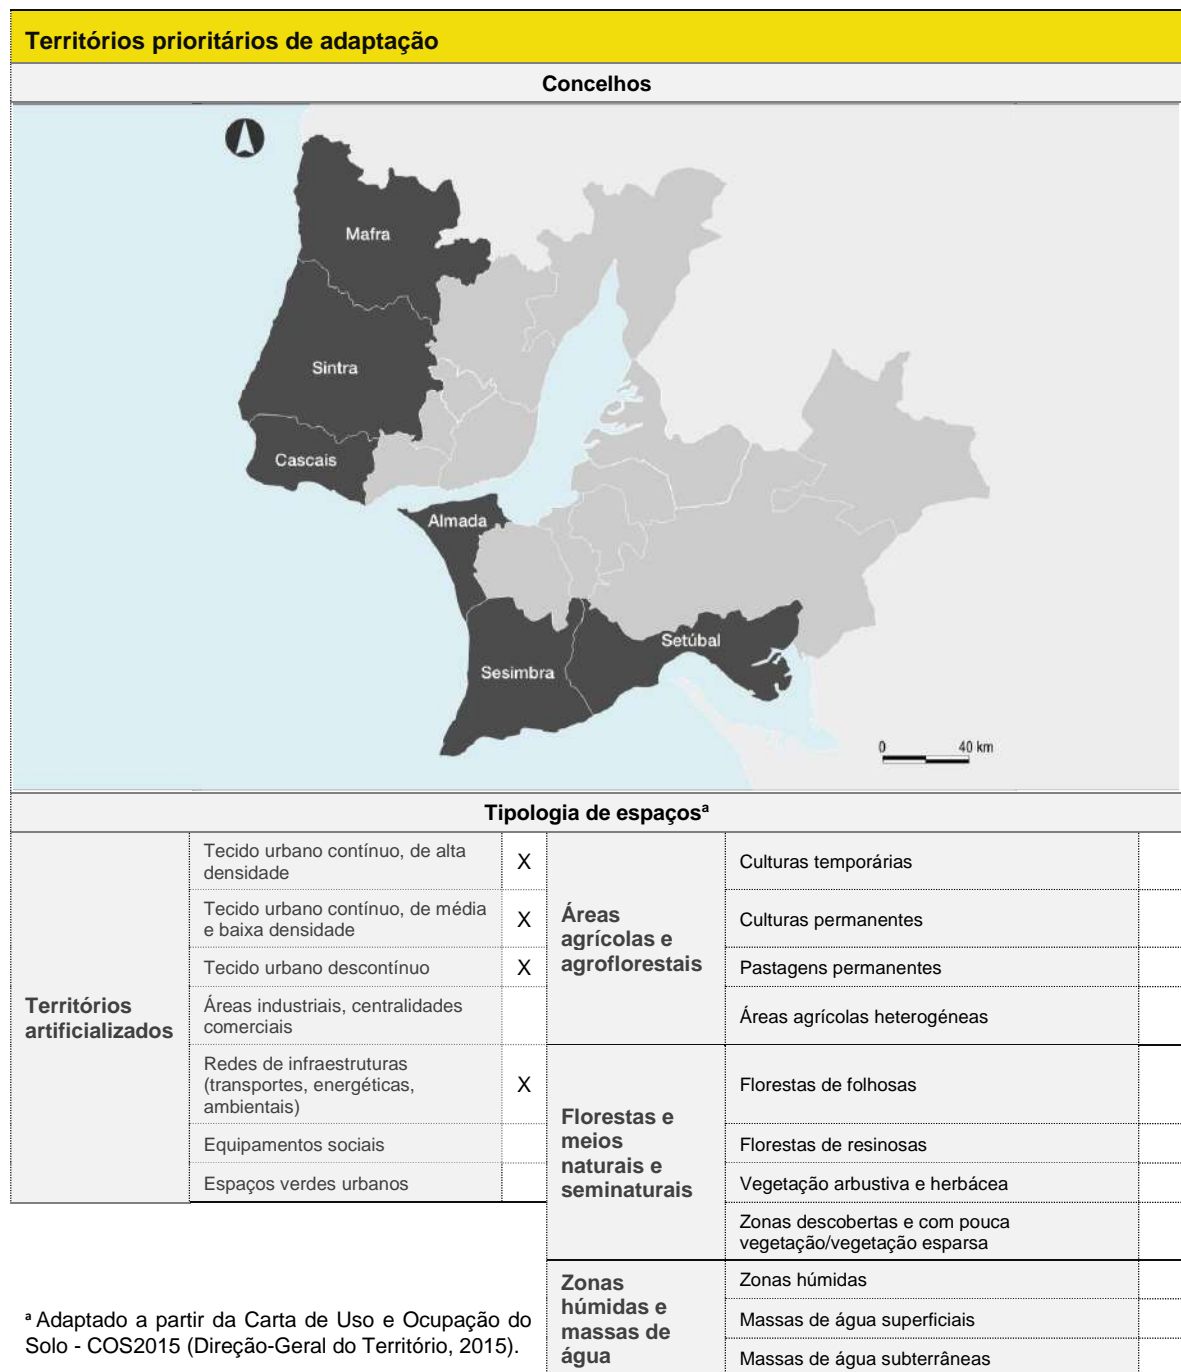 Territórios prioritários de adaptação
Concelhos
Mafra
Sintra
Cascais
Almada
Setúbal
Sesimbra
0 40 km
Tipologia de espaçosª
Territórios
artificializados
Tecido urbano contínuo, de alta
densidade
X
Tecido urbano contínuo, de média
e baixa densidade
X
Tecido urbano descontínuo
X
Áreas industriais, centralidades
comerciais
Redes de infraestruturas
(transportes, energéticas,
ambientais)
X
Equipamentos sociais
Espaços verdes urbanos
Áreas
agrícolas e
agroflorestais
Culturas temporárias
Culturas permanentes
Pastagens permanentes
Áreas agrícolas heterogéneas
Florestas e
meios
naturais e
seminaturais
Florestas de folhosas
Florestas de resinosas
Vegetação arbustiva e herbácea
Zonas descobertas e com pouca
vegetação/vegetação esparsa
Zonas
húmidas e
massas de
água
Zonas húmidas
Massas de água superficiais
Massas de água subterrâneas
ª Adaptado a partir da Carta de Uso e Ocupação do
Solo - COS2015 (Direção-Geral do Território, 2015).